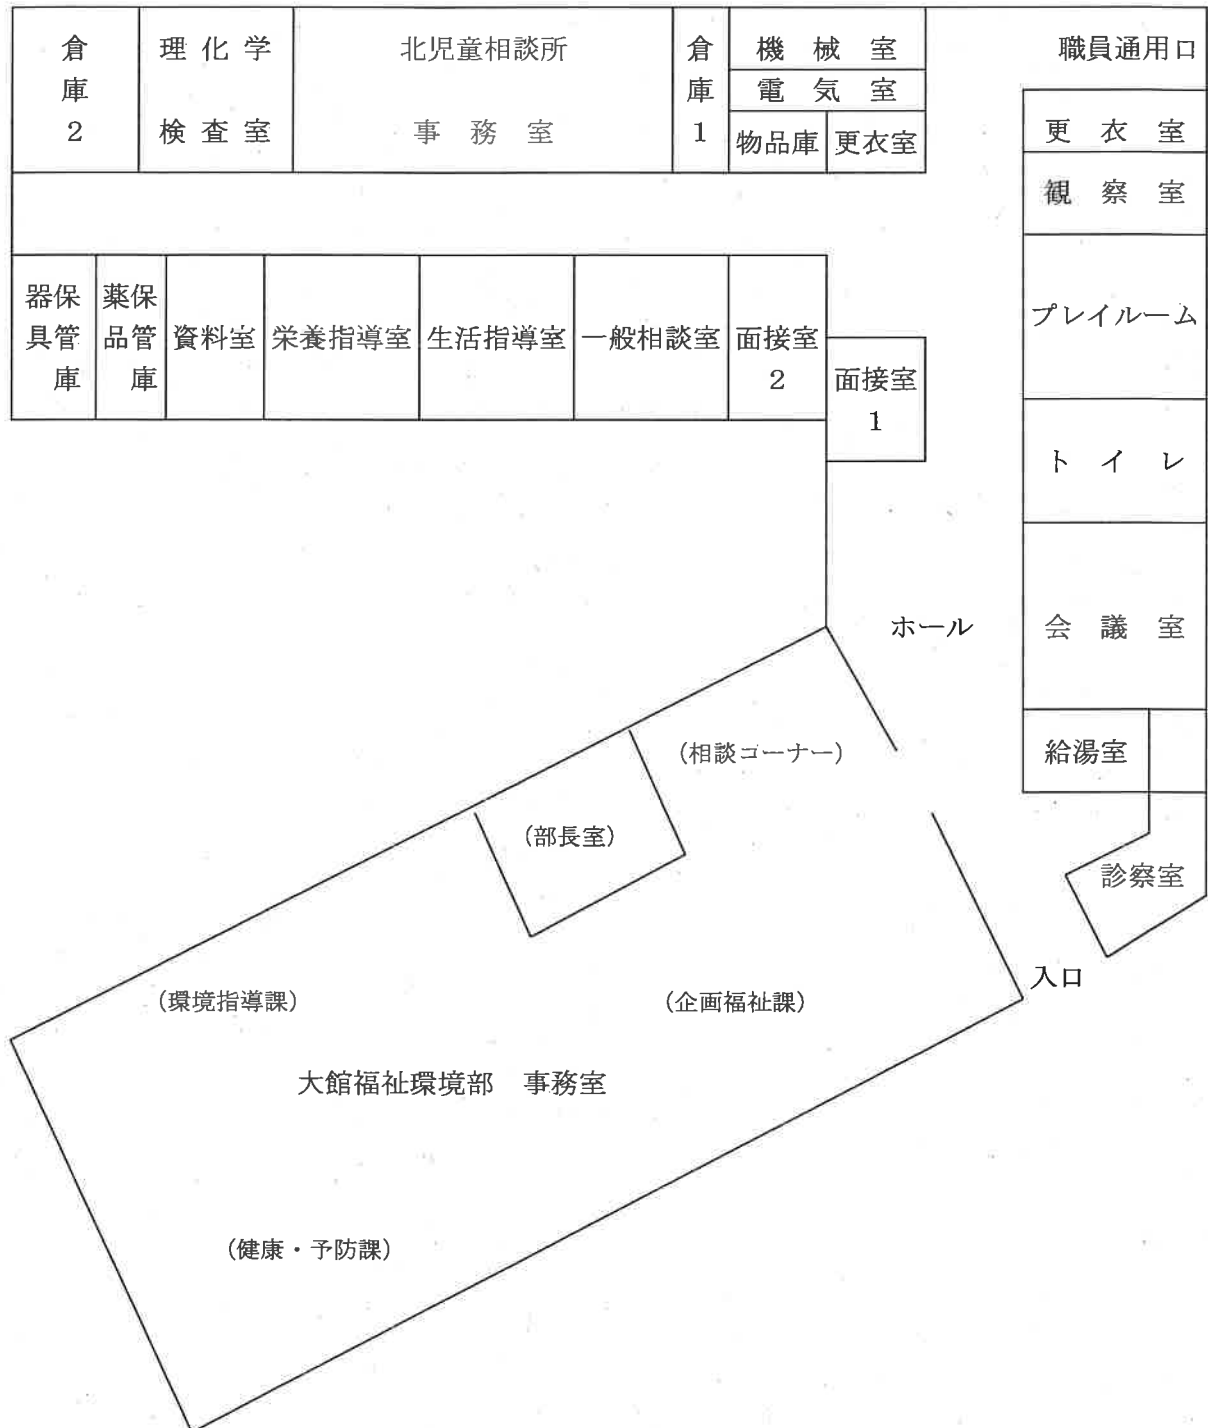 倉庫2
理化学
検査室
北児童相談所
事務室
倉庫1
機械室
電気室
物品庫
更衣室
職員通用口
更衣室
観察室
プレイルーム
トイレ
会議室
給湯室
診察室
器具保管庫
薬品保管庫
資料室
栄養指導室
生活指導室
一般相談室
面接室
2
面接室
1
ホール
(相談コーナー)
(部長室)
入口
(環境指導課)
(企画福祉課)
大館福祉環境部 事務室
(健康・予防課)